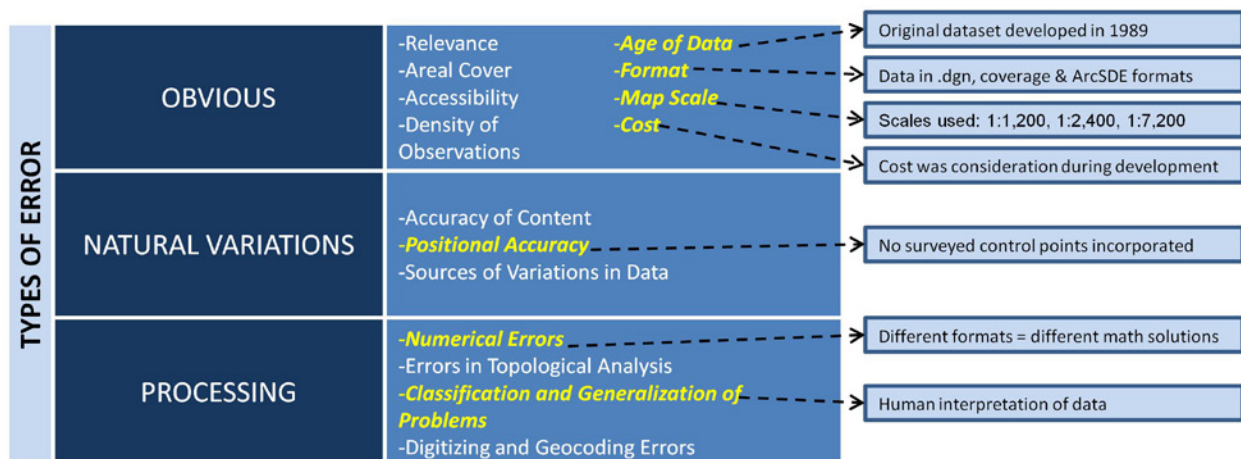 TYPES OF ERROR
OBVIOUS
-Relevance
-Areal Cover
-Accessibility
-Density of
Observations
-Age of Data
-Format
-Map Scale
-Cost
Original dataset developed in 1989
Data in .dgn, coverage & ArcSDE formats
Scales used: 1:1,200, 1:2,400, 1:7,200
Cost was consideration during development
NATURAL VARIATIONS
-Accuracy of Content
-Positional Accuracy
-Sources of Variations in Data
No surveyed control points incorporated
PROCESSING
-Numerical Errors
-Errors in Topological Analysis
-Classification and Generalization of
Problems
-Digitizing and Geocoding Errors
Different formats = different math solutions
Human interpretation of data